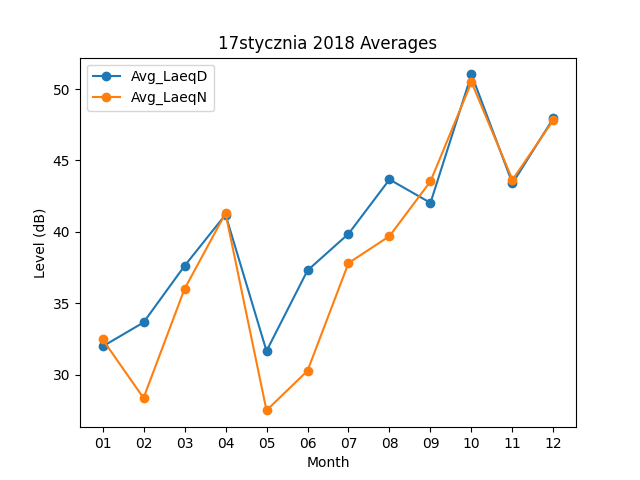 17stycznia 2018 Averages
Avg_LaeqD
Avg_LaeqN
50
45
40
35
30
Level (dB)
01 02 03 04 05 06 07 08 09 10 11 12
Month